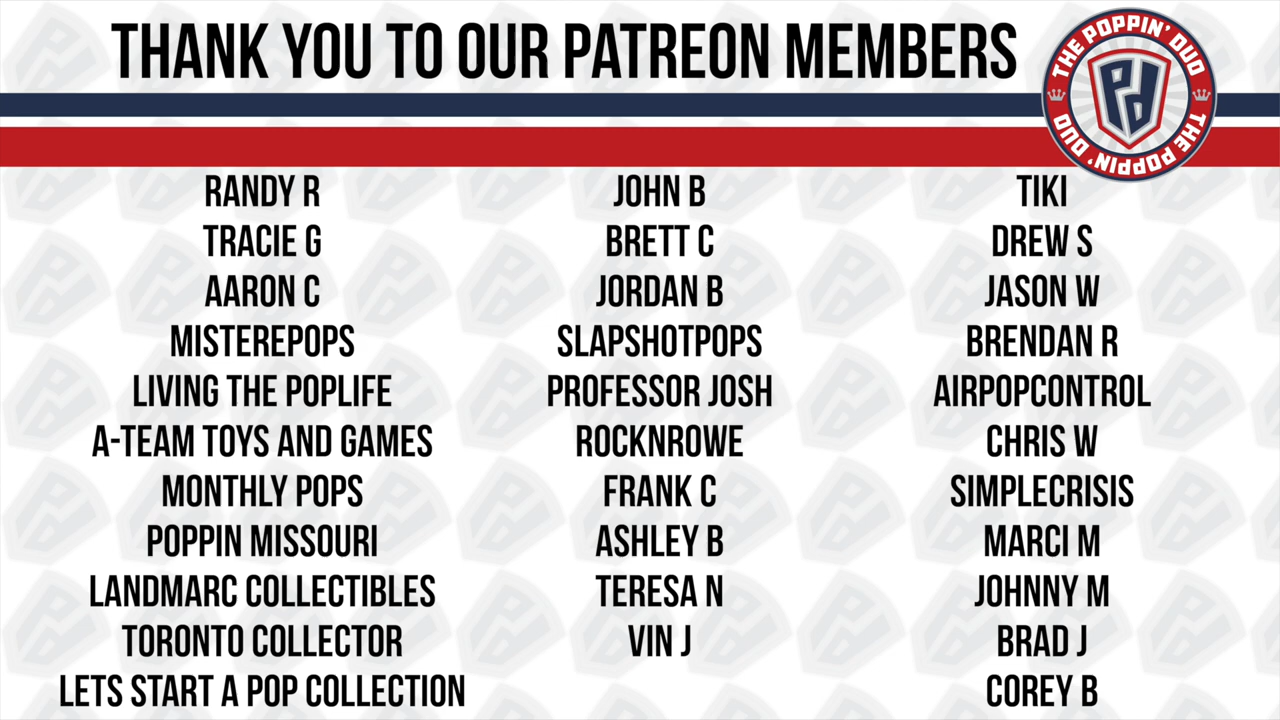 THANK YOU TO OUR PATREON MEMBERS
THE POPPIN' DUO
THE POPPIN' DUO
Pd
RANDY R
TRACIE G
AARON C
MISTEREPOPS
LIVING THE POPLIFE
A-TEAM TOYS AND GAMES
MONTHLY POPS
POPPIN MISSOURI
LANDMARC COLLECTIBLES
TORONTO COLLECTOR
LETS START A POP COLLECTION
JOHN B
BRETT C
JORDAN B
SLAPSHOTPOPS
PROFESSOR JOSH
ROCKNROWE
FRANK C
ASHLEY B
TERESA N
VIN J
TIKI
DREW S
JASON W
BRENDAN R
AIRPOPCONTROL
CHRIS W
SIMPLECRISIS
MARCI M
JOHNNY M
BRAD J
COREY B